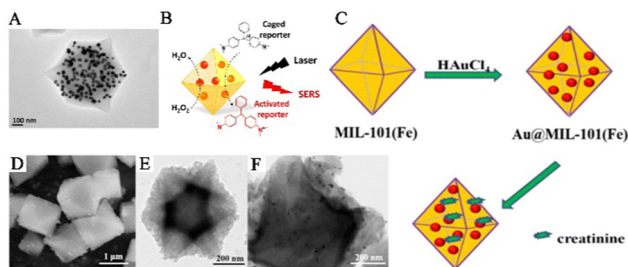 A
100 nm
B
Caged
reporter
H₂O
Laser
SERS
H₂O₂
Activated
reporter
C
HAuCl₄
MIL-101(Fe)
Au@MIL-101(Fe)
creatinine
D
1 μm
E
200 nm
F
200 nm